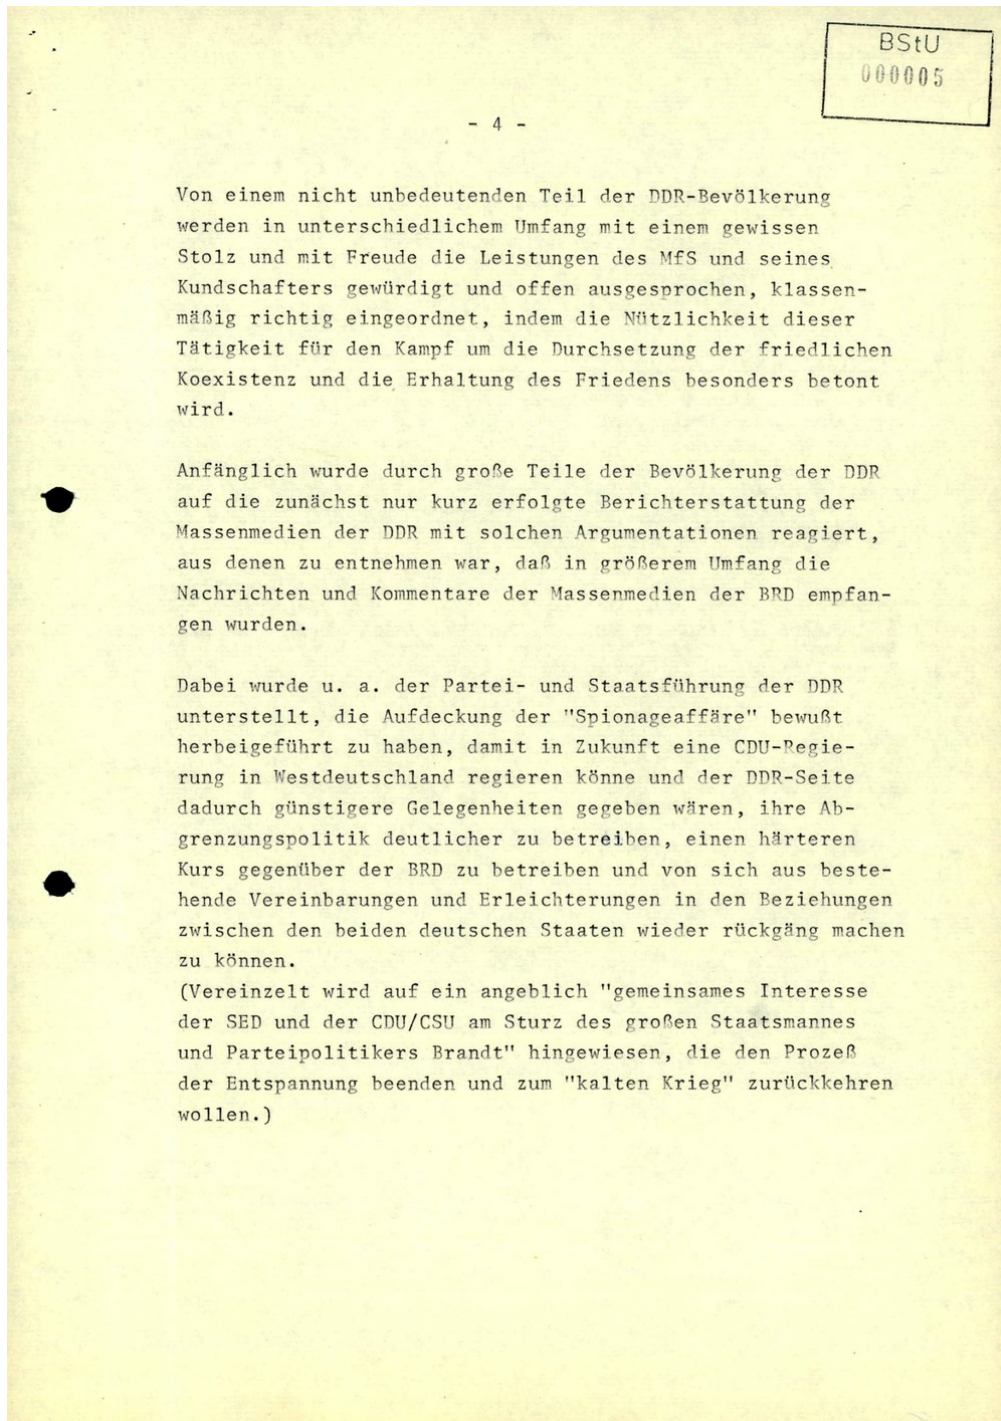 BStU
000005
- 4 -
Von einem nicht unbedeutenden Teil der DDR-Bevölkerung
werden in unterschiedlichem Umfang mit einem gewissen
Stolz und mit Freude die Leistungen des MfS und seines
Kundschafters gewürdigt und offen ausgesprochen, klassen-
mäßig richtig eingeordnet, indem die Nützlichkeit dieser
Tätigkeit für den Kampf um die Durchsetzung der friedlichen
Koexistenz und die Erhaltung des Friedens besonders betont
wird.
Anfänglich wurde durch große Teile der Bevölkerung der DDR
auf die zunächst nur kurz erfolgte Berichterstattung der
Massenmedien der DDR mit solchen Argumentationen reagiert,
aus denen zu entnehmen war, daß in größerem Umfang die
Nachrichten und Kommentare der Massenmedien der BRD empfan-
gen wurden.
Dabei wurde u. a. der Partei- und Staatsführung der DDR
unterstellt, die Aufdeckung der "Spionageaffäre" bewußt
herbeigeführt zu haben, damit in Zukunft eine CDU-Regie-
rung in Westdeutschland regieren könne und der DDR-Seite
dadurch günstigere Gelegenheiten gegeben wären, ihre Ab-
grenzungspolitik deutlicher zu betreiben, einen härteren
Kurs gegenüber der BRD zu betreiben und von sich aus beste-
hende Vereinbarungen und Erleichterungen in den Beziehungen
zwischen den beiden deutschen Staaten wieder rückgäng machen
zu können.
(Vereinzelt wird auf ein angeblich "gemeinsames Interesse
der SED und der CDU/CSU am Sturz des großen Staatsmannes
und Parteipolitikers Brandt" hingewiesen, die den Prozeß
der Entspannung beenden und zum "kalten Krieg" zurückkehren
wollen.)